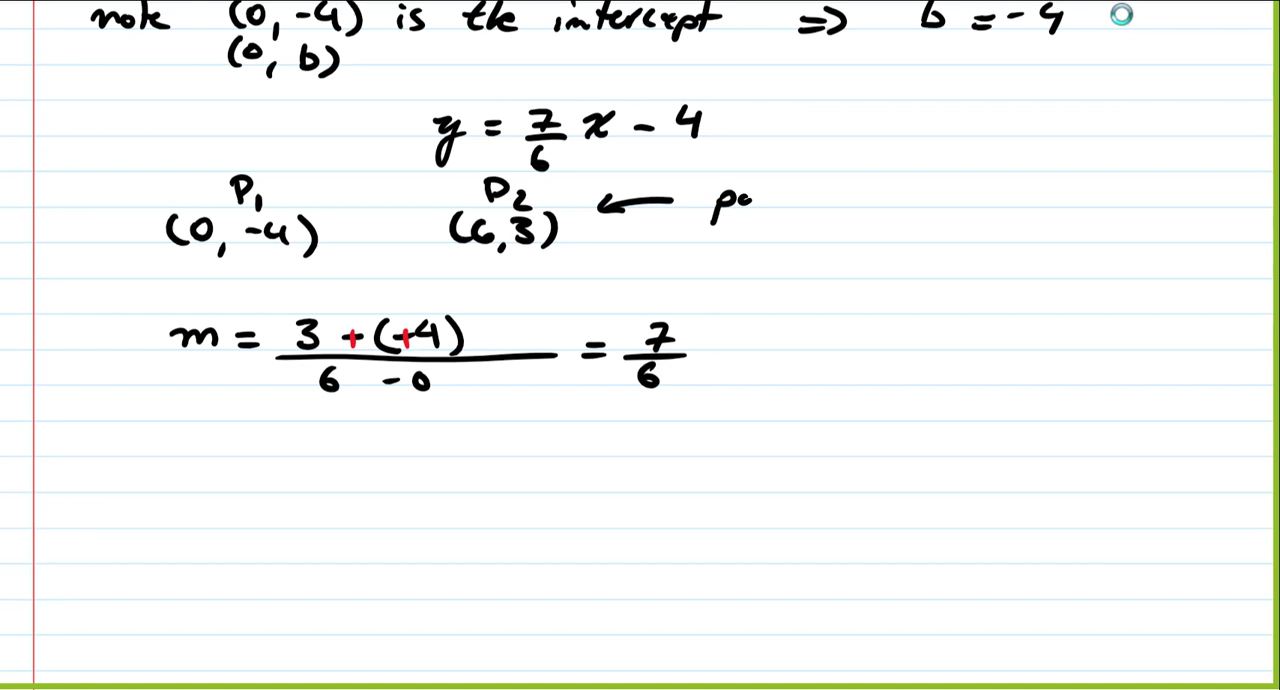 note (0, -4) is the intercept ⇒ b = -4
(0, b)
y = 7/6 x - 4
P₁ P₂
(0, -4) (6, 3) ← po
m = 3 + (+4) / 6 - 0 = 7/6